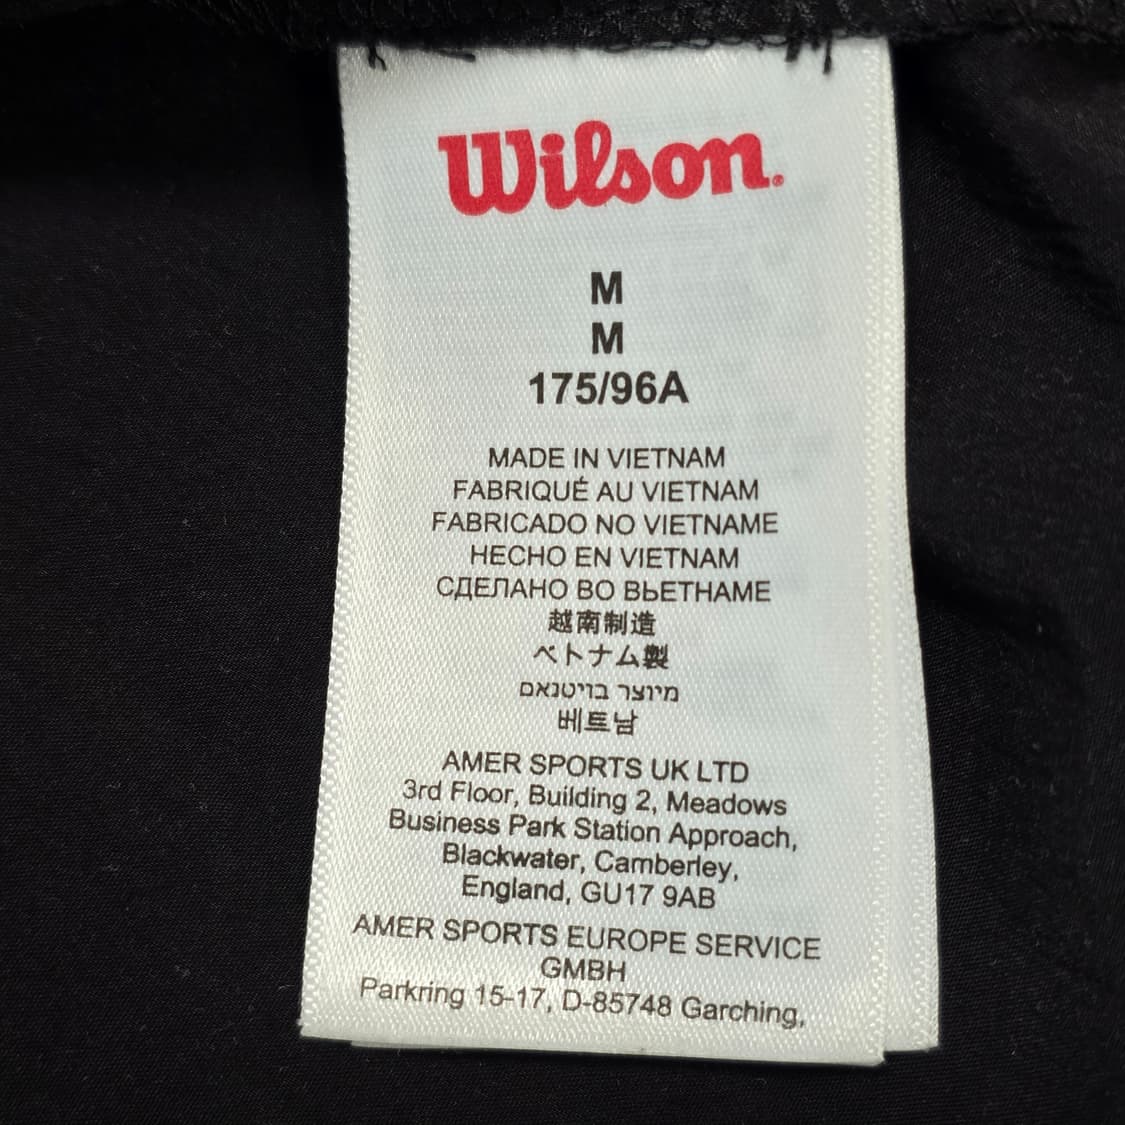 Wilson.
M
M
175/96A
MADE IN VIETNAM
FABRIQUÉ AU VIETNAM
FABRICADO NO VIETNAME
HECHO EN VIETNAM
СДЕЛАНО ВО ВЬЕТНАМЕ
越南制造
ベトナム製
מיוצר בויטנאם
베트남
AMER SPORTS UK LTD
3rd Floor, Building 2, Meadows
Business Park Station Approach,
Blackwater, Camberley,
England, GU17 9AB
AMER SPORTS EUROPE SERVICE
GMBH
Parkring 15-17, D-85748 Garching,